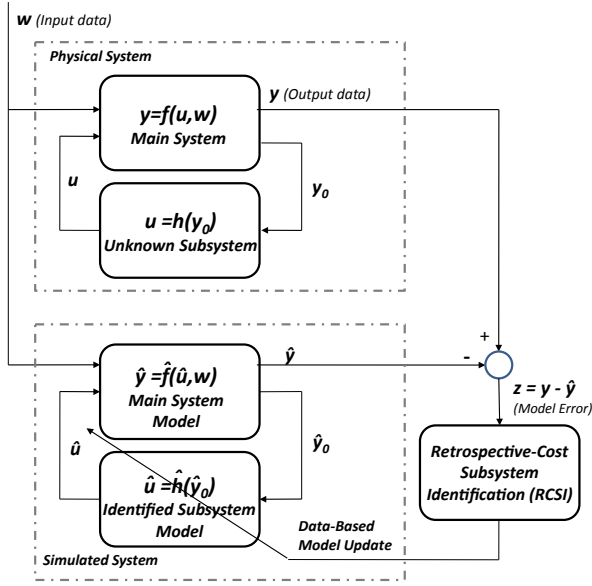 w (Input data)
Physical System
y=f(u,w)
Main System
y (Output data)
u
y₀
u =h(y₀)
Unknown Subsystem
+
-
ŷ =f̂(û,w)
Main System
Model
ŷ
z = y - ŷ
(Model Error)
û
ŷ₀
Retrospective-Cost
Subsystem
Identification (RCSI)
û =ĥ(ŷ₀)
Identified Subsystem
Model
Data-Based
Model Update
Simulated System